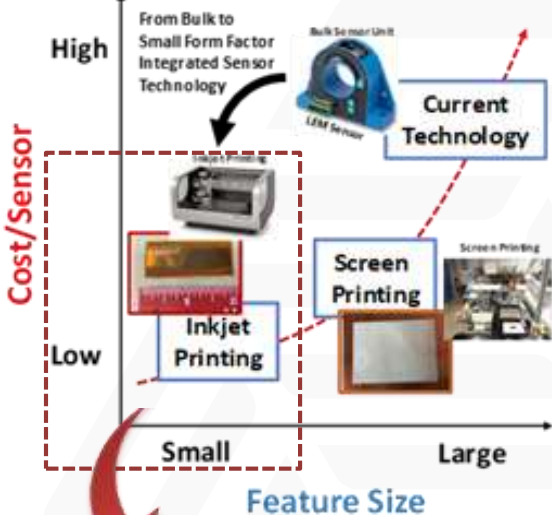 From Bulk to
Small Form Factor
Integrated Sensor
Technology
High
Bulk Sensor Unit
LEM Sensor
Current
Technology
Inkjet Printing
Cost/Sensor
Screen
Printing
Screen Printing
Inkjet
Printing
Low
Small
Large
Feature Size